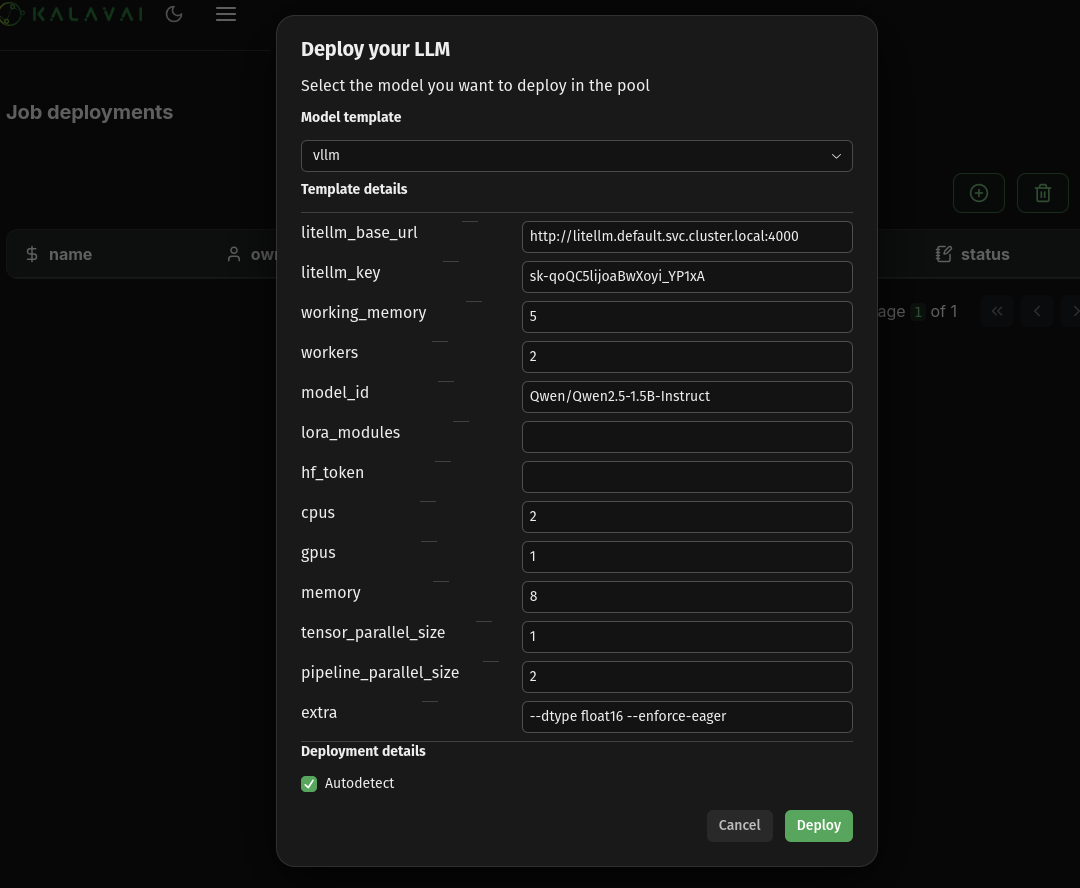 KALAVAI
Deploy your LLM
Select the model you want to deploy in the pool
Model template
vllm
Template details
litellm_base_url http://litellm.default.svc.cluster.local:4000
litellm_key sk-qoQC5lijoaBwXoyi_YP1xA
working_memory 5
workers 2
model_id Qwen/Qwen2.5-1.5B-Instruct
lora_modules
hf_token
cpus 2
gpus 1
memory 8
tensor_parallel_size 1
pipeline_parallel_size 2
extra --dtype float16 --enforce-eager
Deployment details
Autodetect
Cancel Deploy
Job deployments
name own status
age 1 of 1